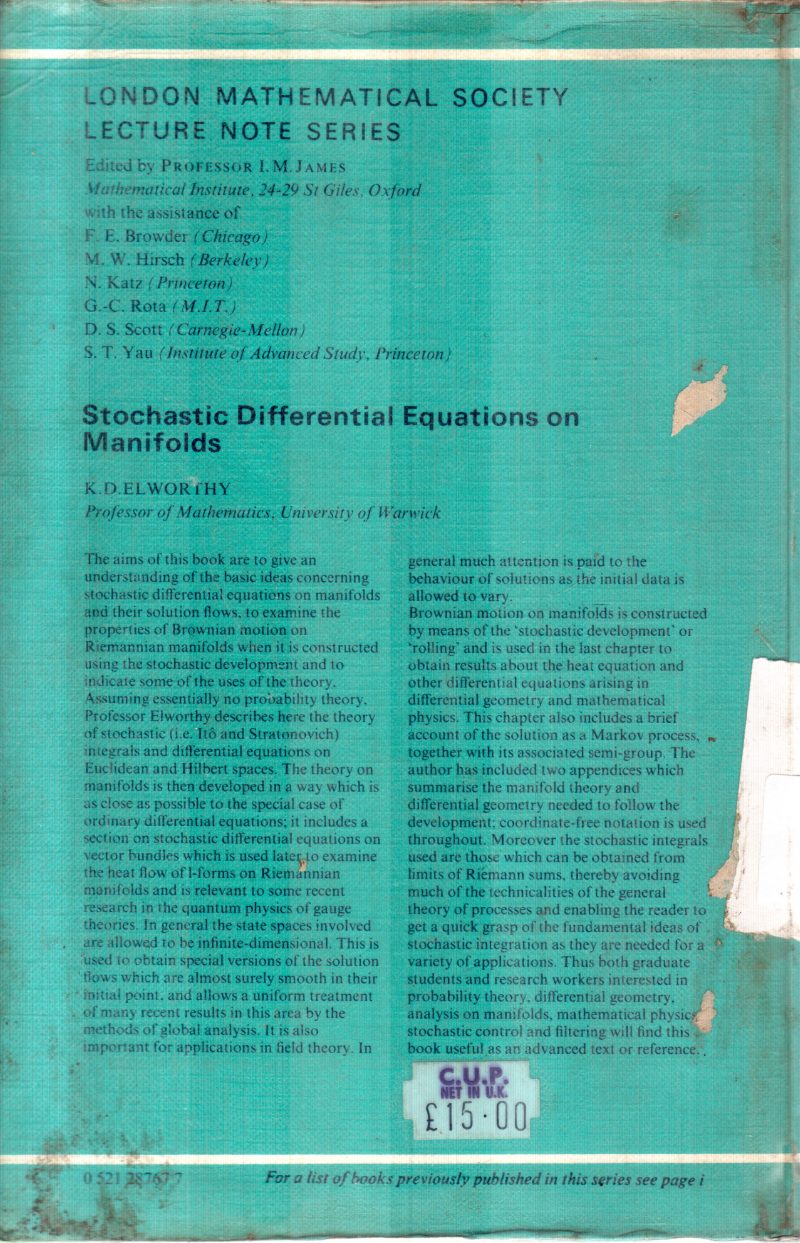 LONDON MATHEMATICAL SOCIETY
LECTURE NOTE SERIES
Edited by PROFESSOR I. M. JAMES
Mathematical Institute, 24-29 St Giles, Oxford
with the assistance of
F. E. Browder (Chicago)
M. W. Hirsch (Berkeley)
N. Katz (Princeton)
G.-C. Rota (M.I.T.)
D. S. Scott (Carnegie-Mellon)
S. T. Yau (Institute of Advanced Study, Princeton)
Stochastic Differential Equations on
Manifolds
K.D.ELWORTHY
Professor of Mathematics, University of Warwick
The aims of this book are to give an
understanding of the basic ideas concerning
stochastic differential equations on manifolds
and their solution flows, to examine the
properties of Brownian motion on
Riemannian manifolds when it is constructed
using the stochastic development and to
indicate some of the uses of the theory.
Assuming essentially no probability theory,
Professor Elworthy describes here the theory
of stochastic (i.e. Itô and Stratonovich)
integrals and differential equations on
Euclidean and Hilbert spaces. The theory on
manifolds is then developed in a way which is
as close as possible to the special case of
ordinary differential equations; it includes a
section on stochastic differential equations on
vector bundles which is used later to examine
the heat flow of l-forms on Riemannian
manifolds and is relevant to some recent
research in the quantum physics of gauge
theories. In general the state spaces involved
are allowed to be infinite-dimensional. This is
used to obtain special versions of the solution
flows which are almost surely smooth in their
initial point, and allows a uniform treatment
of many recent results in this area by the
methods of global analysis. It is also
important for applications in field theory. In
general much attention is paid to the
behaviour of solutions as the initial data is
allowed to vary.
Brownian motion on manifolds is constructed
by means of the 'stochastic development' or
'rolling' and is used in the last chapter to
obtain results about the heat equation and
other differential equations arising in
differential geometry and mathematical
physics. This chapter also includes a brief
account of the solution as a Markov process,
together with its associated semi-group. The
author has included two appendices which
summarise the manifold theory and
differential geometry needed to follow the
development; coordinate-free notation is used
throughout. Moreover the stochastic integrals
used are those which can be obtained from
limits of Riemann sums, thereby avoiding
much of the technicalities of the general
theory of processes and enabling the reader to
get a quick grasp of the fundamental ideas of
stochastic integration as they are needed for a
variety of applications. Thus both graduate
students and research workers interested in
probability theory, differential geometry,
analysis on manifolds, mathematical physics,
stochastic control and filtering will find this
book useful as an advanced text or reference.
C.U.P.
NET IN U.K.
£15·00
0 521 28767 7
For a list of books previously published in this series see page i